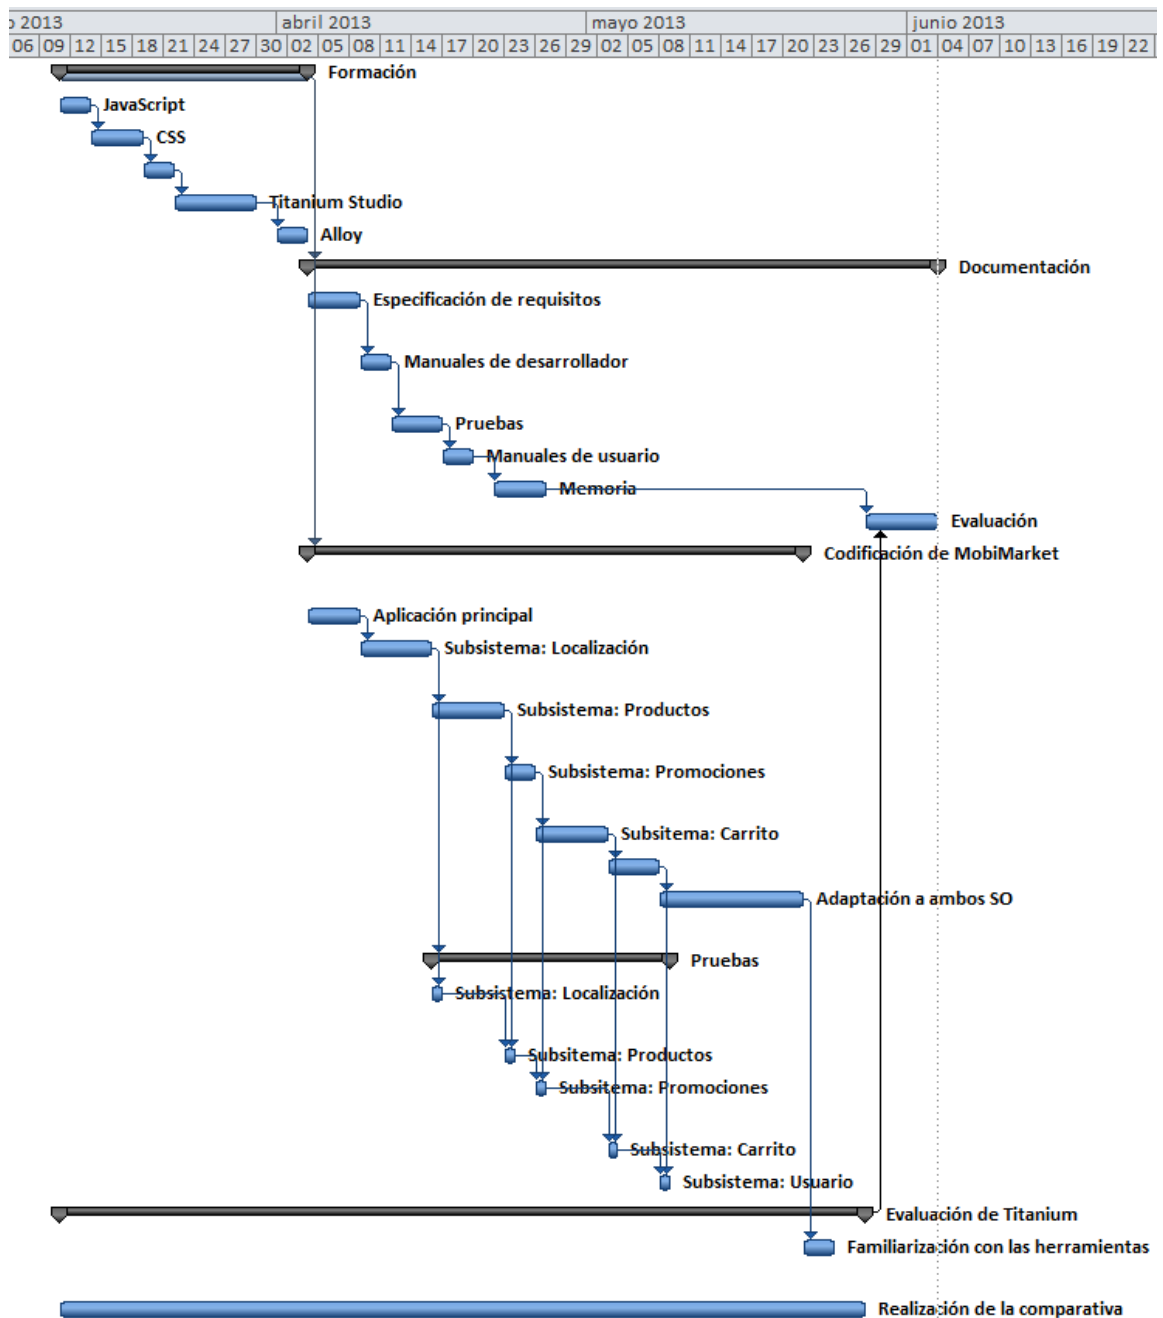 o 2013 abril 2013 mayo 2013 junio 2013
06 09 12 15 18 21 24 27 30 02 05 08 11 14 17 20 23 26 29 02 05 08 11 14 17 20 23 26 29 01 04 07 10 13 16 19 22
Formación
JavaScript
CSS
Titanium Studio
Alloy
Documentación
Especificación de requisitos
Manuales de desarrollador
Pruebas
Manuales de usuario
Memoria
Evaluación
Codificación de MobiMarket
Aplicación principal
Subsistema: Localización
Subsistema: Productos
Subsistema: Promociones
Subsitema: Carrito
Adaptación a ambos SO
Pruebas
Subsistema: Localización
Subsitema: Productos
Subsitema: Promociones
Subsistema: Carrito
Subsistema: Usuario
Evaluación de Titanium
Familiarización con las herramientas
Realización de la comparativa